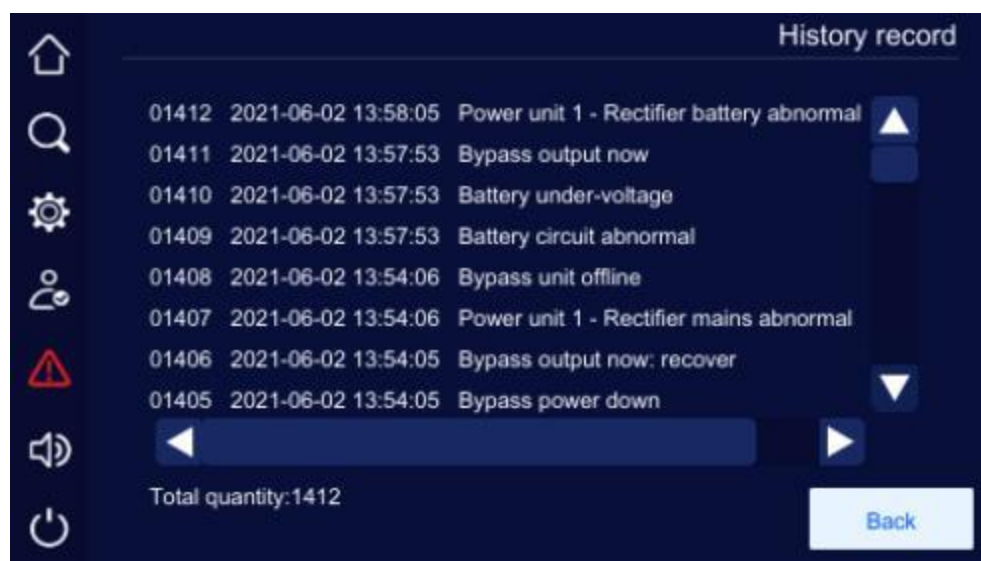 History record
01412 2021-06-02 13:58:05 Power unit 1 - Rectifier battery abnormal
01411 2021-06-02 13:57:53 Bypass output now
01410 2021-06-02 13:57:53 Battery under-voltage
01409 2021-06-02 13:57:53 Battery circuit abnormal
01408 2021-06-02 13:54:06 Bypass unit offline
01407 2021-06-02 13:54:06 Power unit 1 - Rectifier mains abnormal
01406 2021-06-02 13:54:05 Bypass output now: recover
01405 2021-06-02 13:54:05 Bypass power down
Total quantity:1412
Back